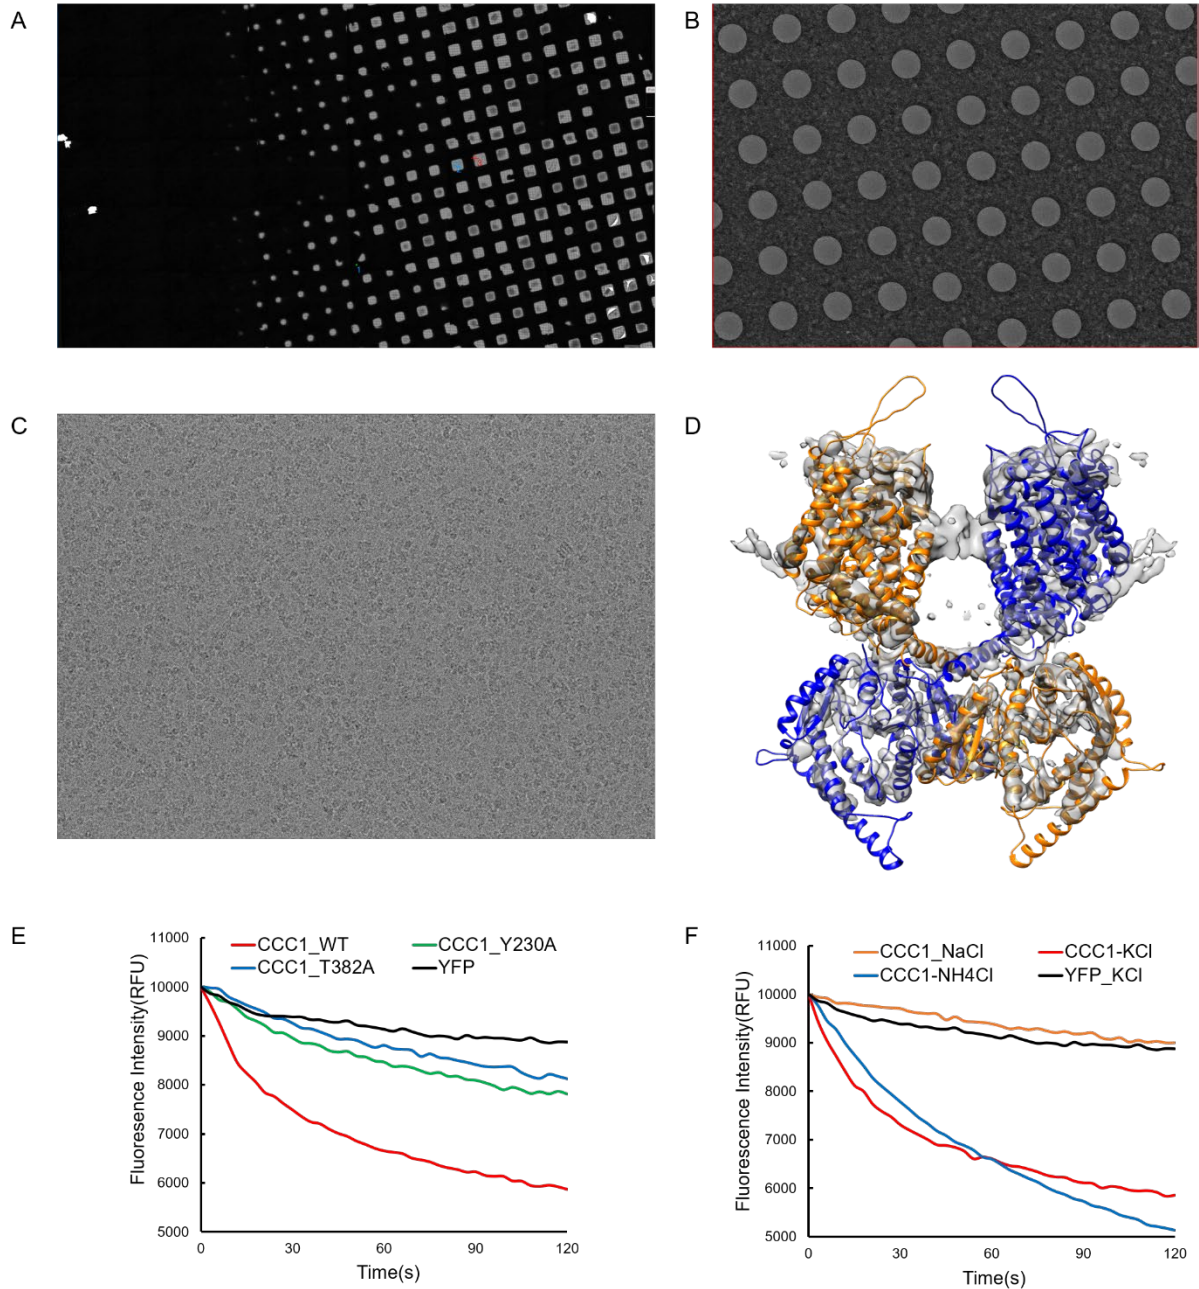 A
B
C
D
E
CCC1_WT
CCC1_Y230A
CCC1_T382A
YFP
11000
10000
9000
8000
7000
6000
5000
Fluoresence Intensity(RFU)
0
30
60
90
120
Time(s)
F
CCC1_NaCl
CCC1-KCl
CCC1-NH4Cl
YFP_KCl
11000
10000
9000
8000
7000
6000
5000
Fluorescence Intensity(RFU)
0
30
60
90
120
Time(s)